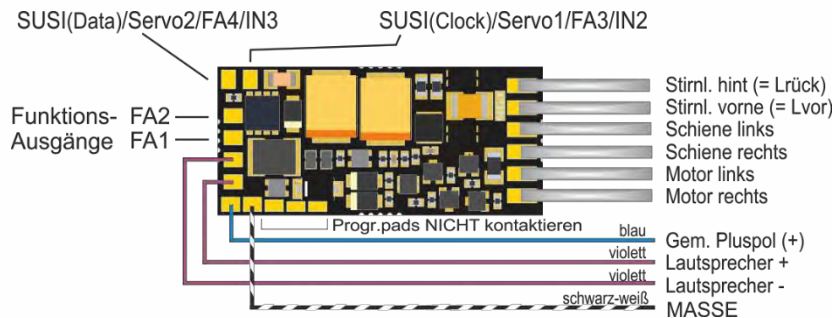 SUSI(Data)/Servo2/FA4/IN3
SUSI(Clock)/Servo1/FA3/IN2
Funktions-
Ausgänge
FA2
FA1
Stirnl. hint (= Lrück)
Stirnl. vorne (= Lvor)
Schiene links
Schiene rechts
Motor links
Motor rechts
Progr.pads NICHT kontaktieren
blau
Gem. Pluspol (+)
violett
Lautsprecher +
violett
Lautsprecher -
schwarz-weiß
MASSE